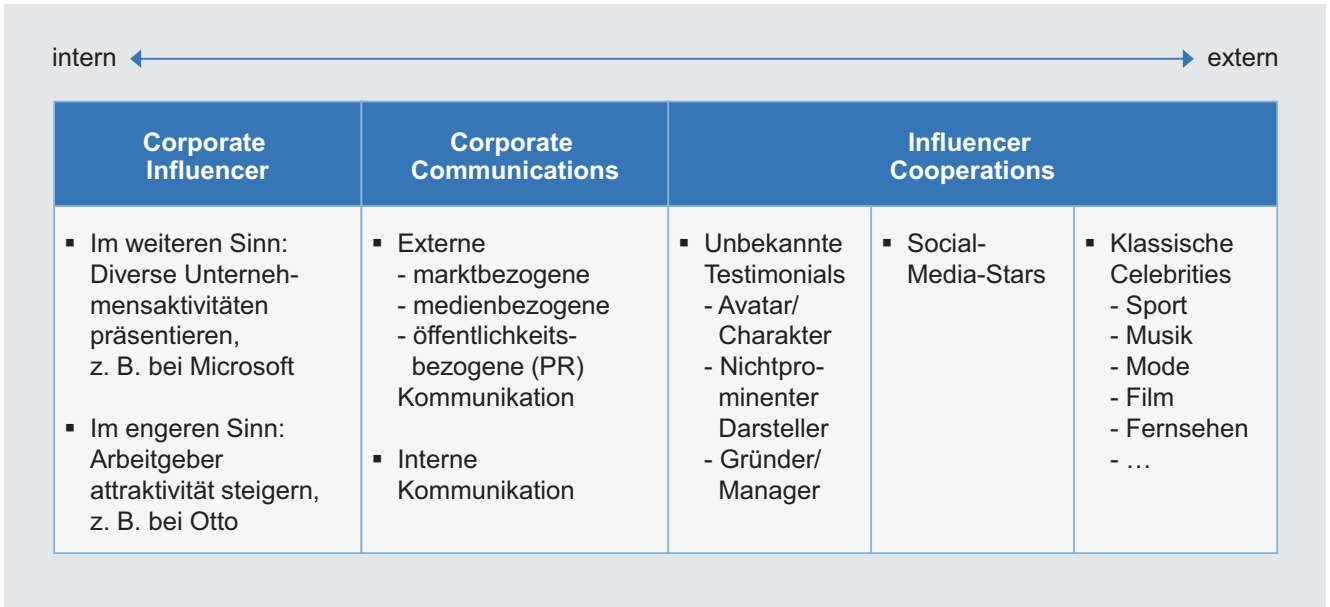 intern
extern
Corporate
Influencer
Corporate
Communications
Influencer
Cooperations
▪ Im weiteren Sinn:
Diverse Unterneh-
mensaktivitäten
präsentieren,
z. B. bei Microsoft
▪ Im engeren Sinn:
Arbeitgeber
attraktivität steigern,
z. B. bei Otto
▪ Externe
- marktbezogene
- medienbezogene
- öffentlichkeits-
bezogene (PR)
Kommunikation
▪ Interne
Kommunikation
▪ Unbekannte
Testimonials
- Avatar/
Charakter
- Nichtpro-
minenter
Darsteller
- Gründer/
Manager
▪ Social-
Media-Stars
▪ Klassische
Celebrities
- Sport
- Musik
- Mode
- Film
- Fernsehen
- …